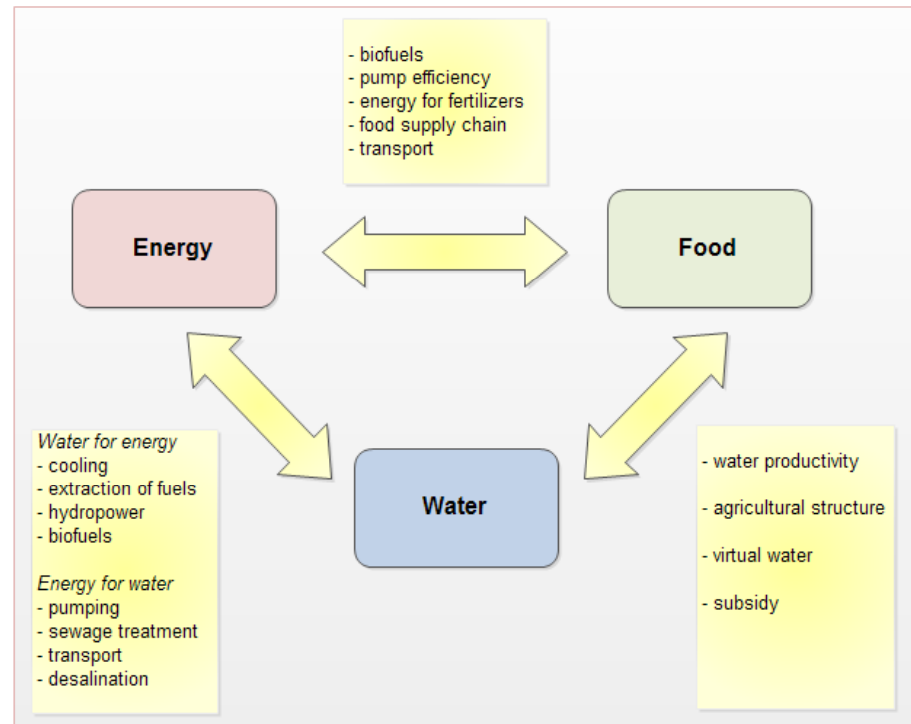 - biofuels
- pump efficiency
- energy for fertilizers
- food supply chain
- transport
Energy
Food
Water for energy
- cooling
- extraction of fuels
- hydropower
- biofuels
Energy for water
- pumping
- sewage treatment
- transport
- desalination
Water
- water productivity
- agricultural structure
- virtual water
- subsidy